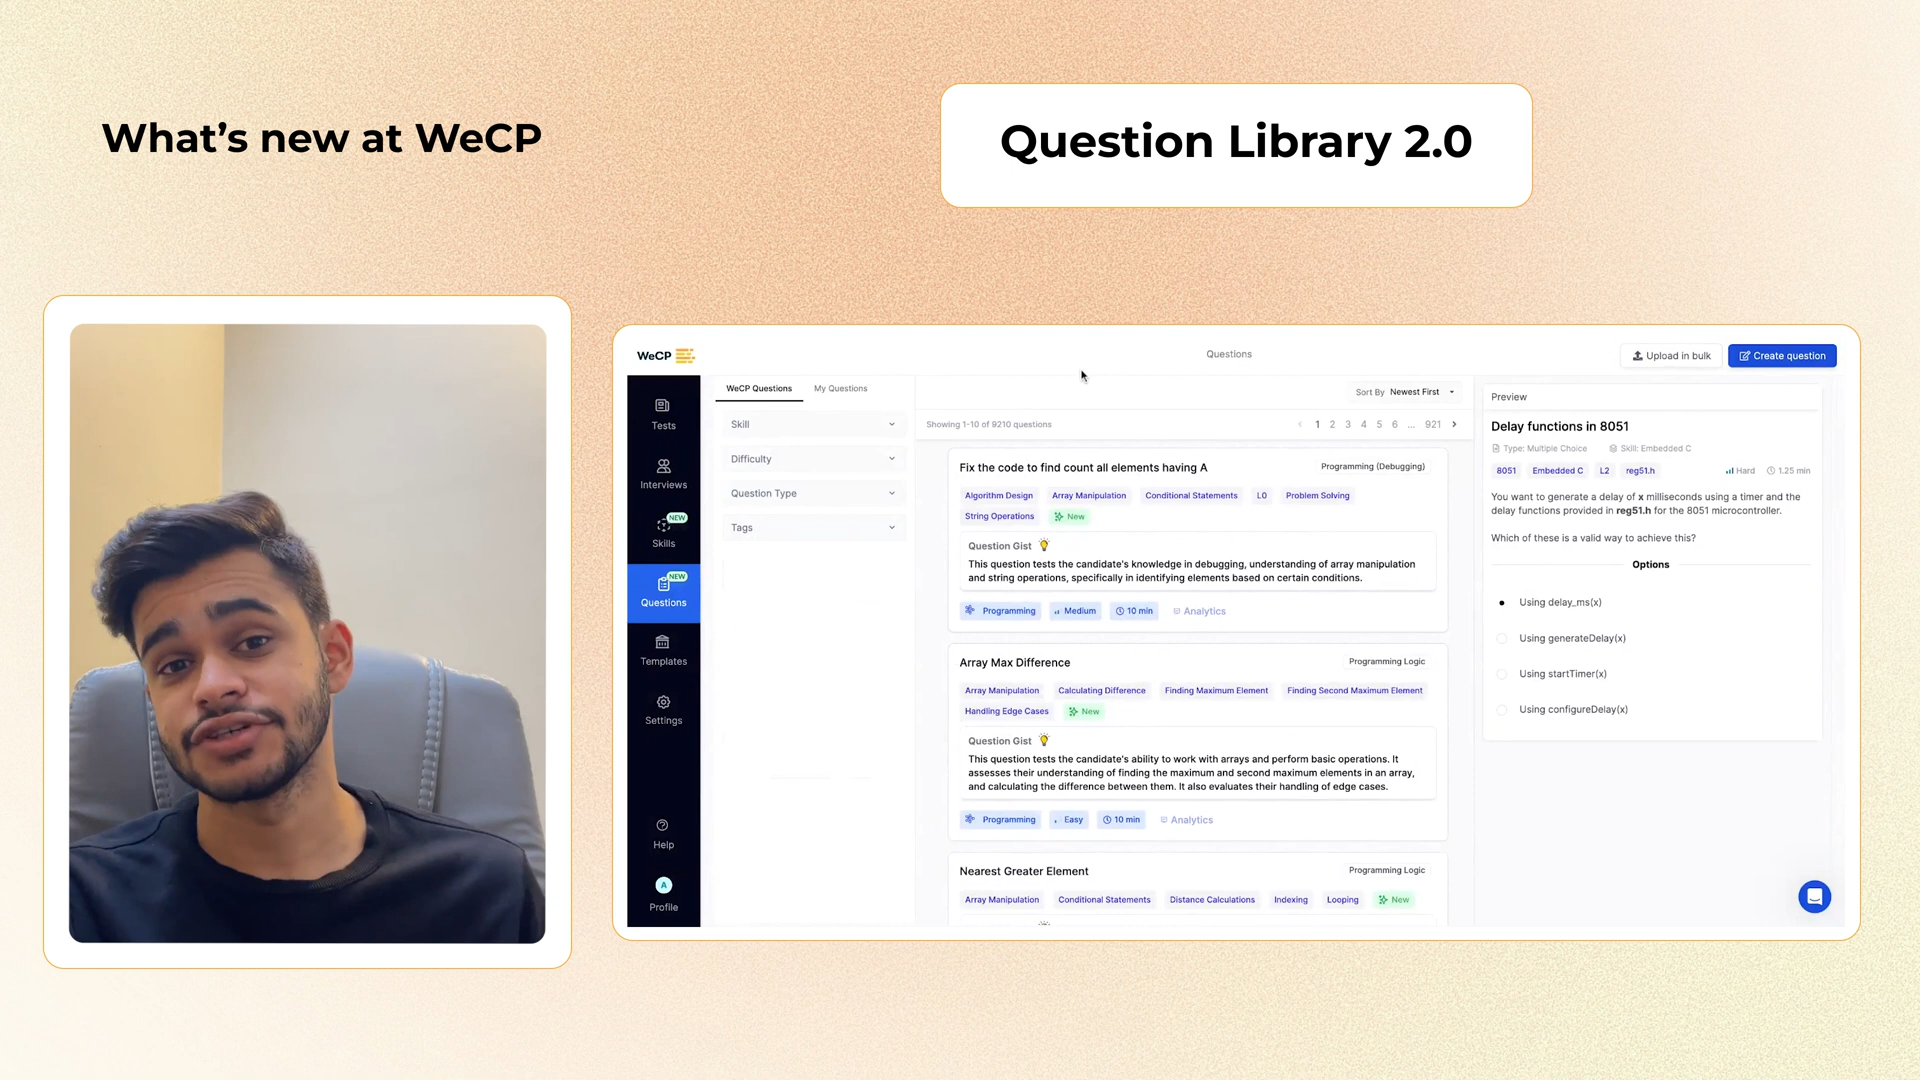 What's new at WeCP
Question Library 2.0
WeCP
Questions
Upload in bulk
Create question
Tests
Interviews
NEW
Skills
NEW
Questions
Templates
Settings
Help
A
Profile
WeCP Questions
My Questions
Skill
Difficulty
Question Type
Tags
Sort By Newest First
Showing 1-10 of 9210 questions
1 2 3 4 5 6 ... 921
Fix the code to find count all elements having A
Programming (Debugging)
Algorithm Design Array Manipulation Conditional Statements L0 Problem Solving
String Operations New
Question Gist
This question tests the candidate's knowledge in debugging, understanding of array manipulation
and string operations, specifically in identifying elements based on certain conditions.
Programming Medium 10 min Analytics
Array Max Difference
Programming Logic
Array Manipulation Calculating Difference Finding Maximum Element Finding Second Maximum Element
Handling Edge Cases New
Question Gist
This question tests the candidate's ability to work with arrays and perform basic operations. It
assesses their understanding of finding the maximum and second maximum elements in an array,
and calculating the difference between them. It also evaluates their handling of edge cases.
Programming Easy 10 min Analytics
Nearest Greater Element
Programming Logic
Array Manipulation Conditional Statements Distance Calculations Indexing Looping New
Preview
Delay functions in 8051
Type: Multiple Choice Skill: Embedded C
8051 Embedded C L2 reg51.h Hard 1.25 min
You want to generate a delay of x milliseconds using a timer and the
delay functions provided in reg51.h for the 8051 microcontroller.
Which of these is a valid way to achieve this?
Options
Using delay_ms(x)
Using generateDelay(x)
Using startTimer(x)
Using configureDelay(x)